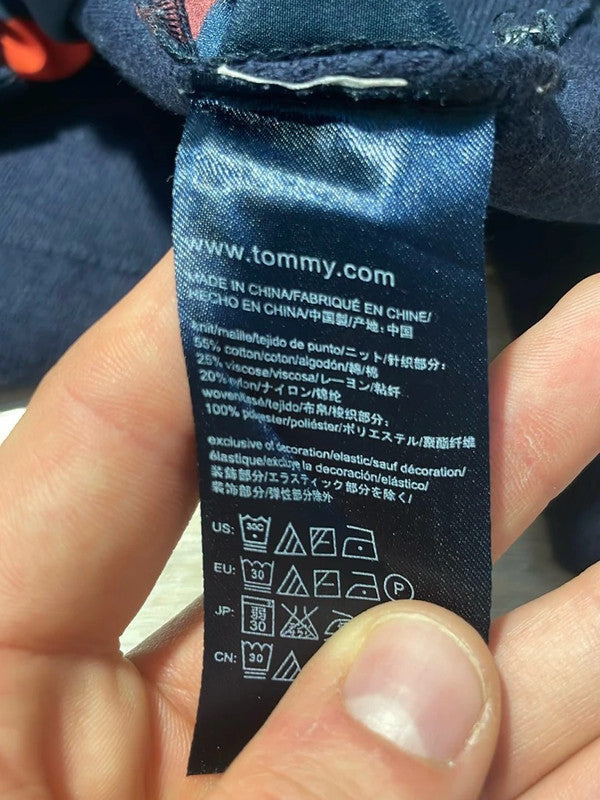 www.tommy.com
MADE IN CHINA/FABRIQUÉ EN CHINE/
HECHO EN CHINA/中国製/产地: 中国
knit/maille/tejido de punto/ニット/针织部分:
55% cotton/coton/algodón/綿/棉
25% viscose/viscosa/レーヨン/粘纤
20% nylon/ナイロン/锦纶
woven/tissé/tejido/布帛/梭织部分:
100% polyester/poliéster/ポリエステル/聚酯纤维
exclusive of decoration/elastic/sauf décoration/
élastique/excluye la decoración/elástico/
装飾部分/エラスティック部分を除く/
装饰部分/弹性部分除外
US: 30C
EU: 30 P
JP: 弱 30
CN: 30